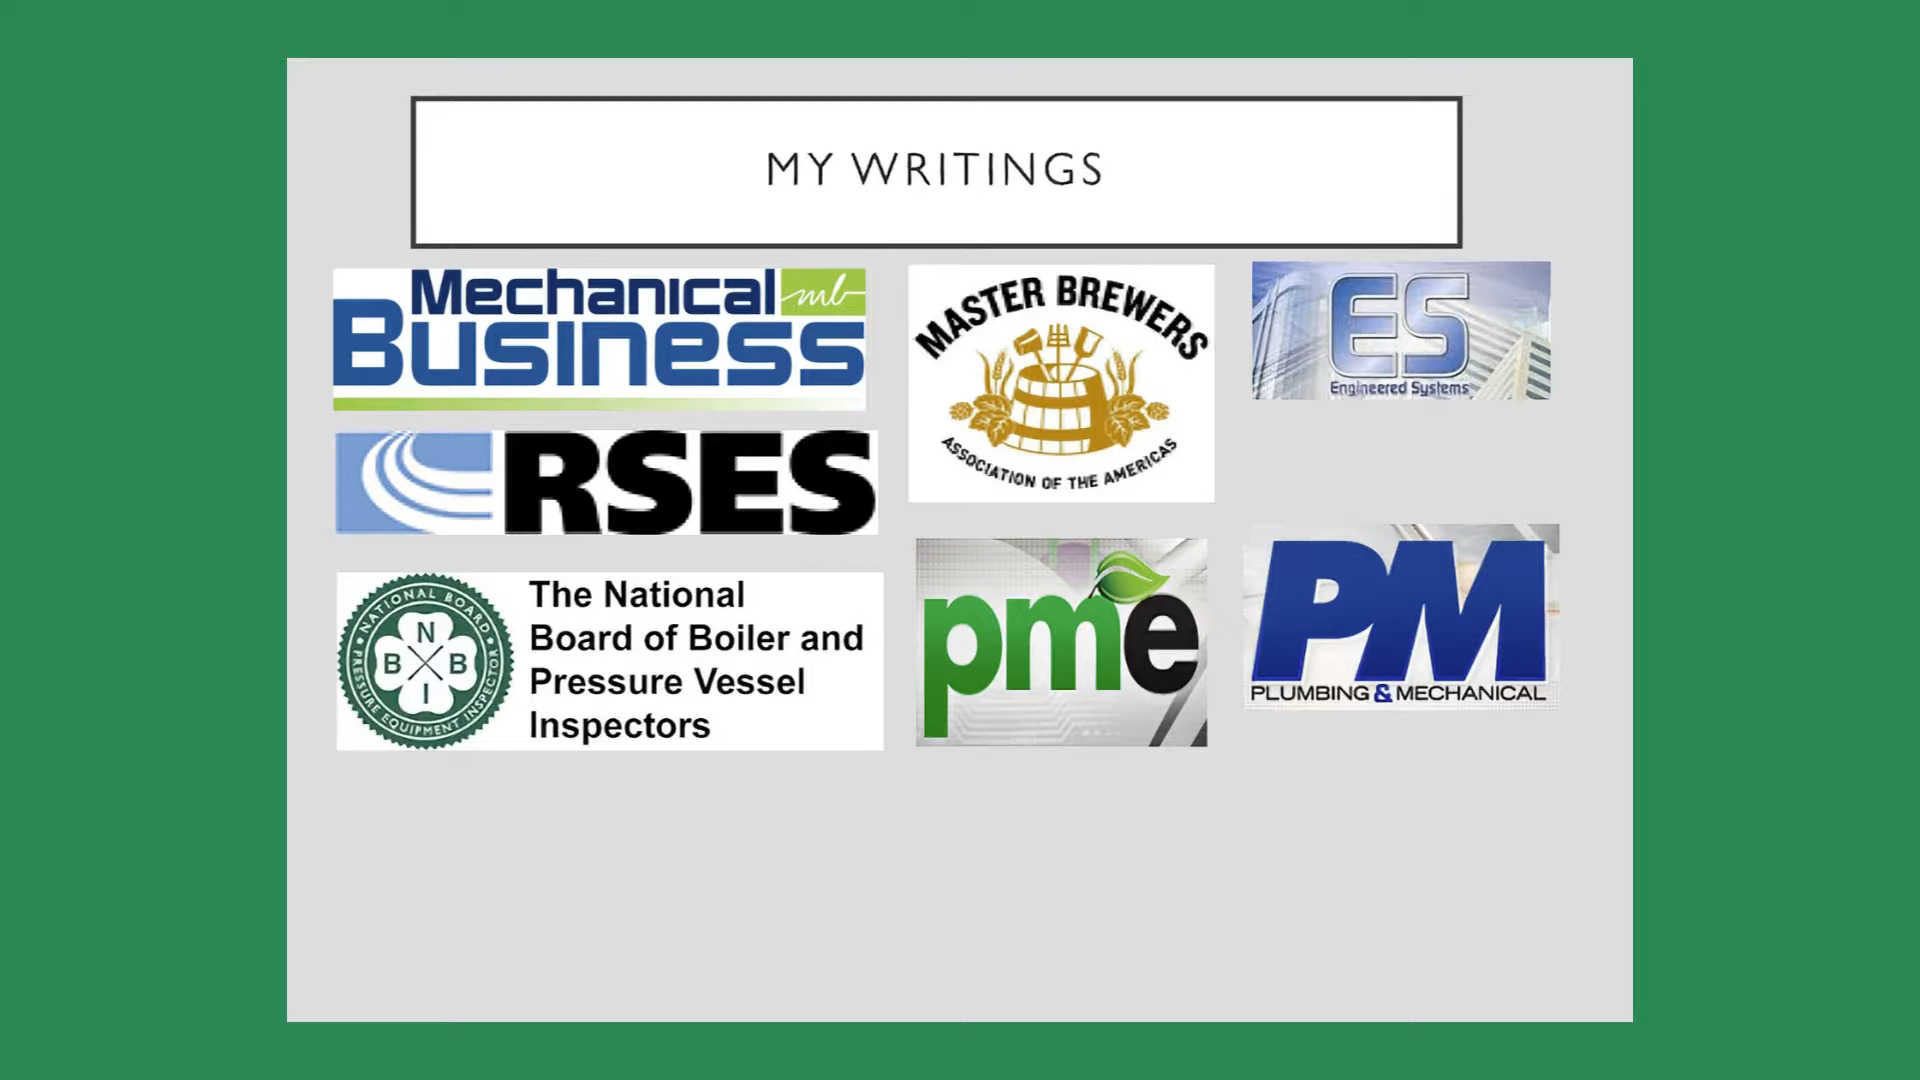 MY WRITINGS
Mechanical mb
Business
MASTER BREWERS
ASSOCIATION OF THE AMERICAS
ES
Engineered Systems
RSES
NATIONAL BOARD
PRESSURE EQUIPMENT INSPECTOR
N
B B
I
The National
Board of Boiler and
Pressure Vessel
Inspectors
pme
PM
PLUMBING & MECHANICAL